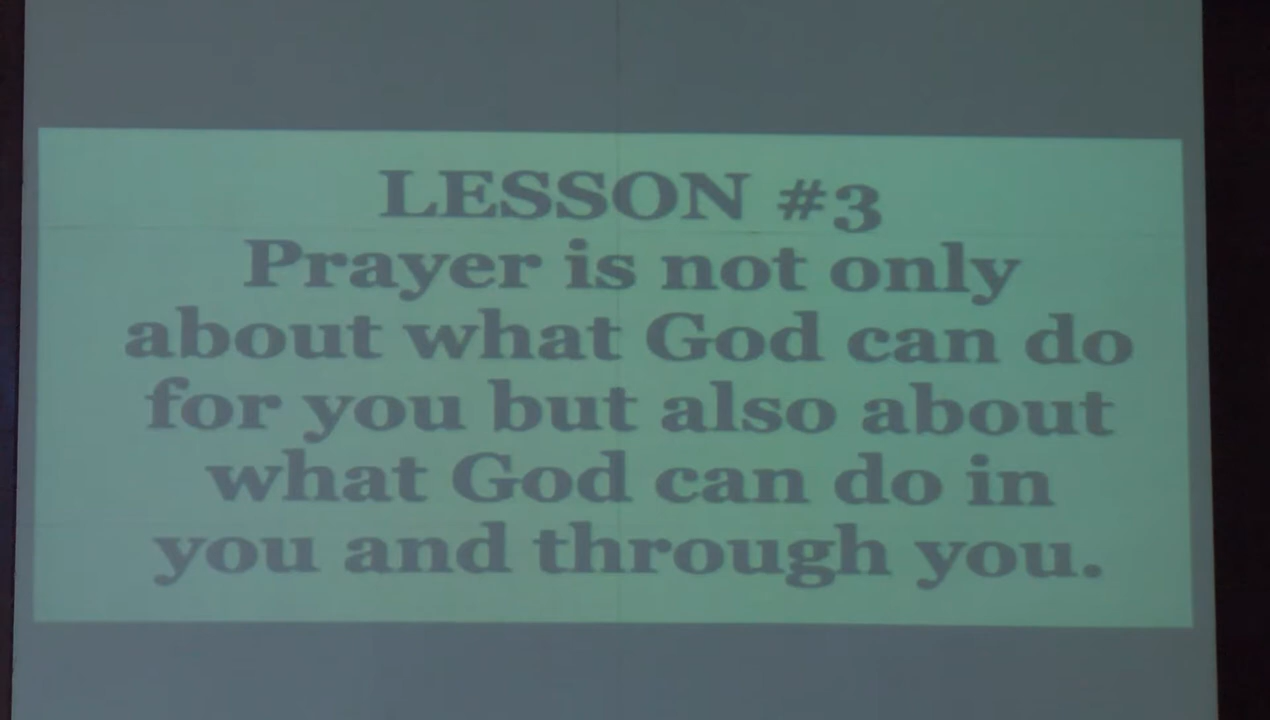 LESSON #3
Prayer is not only
about what God can do
for you but also about
what God can do in
you and through you.